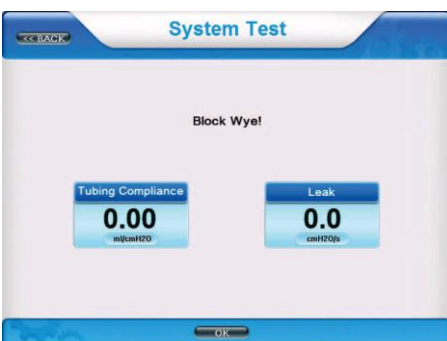 << BACK
System Test
Block Wye!
Tubing Compliance
0.00
ml/cmH2O
Leak
0.0
cmH2O/s
OK